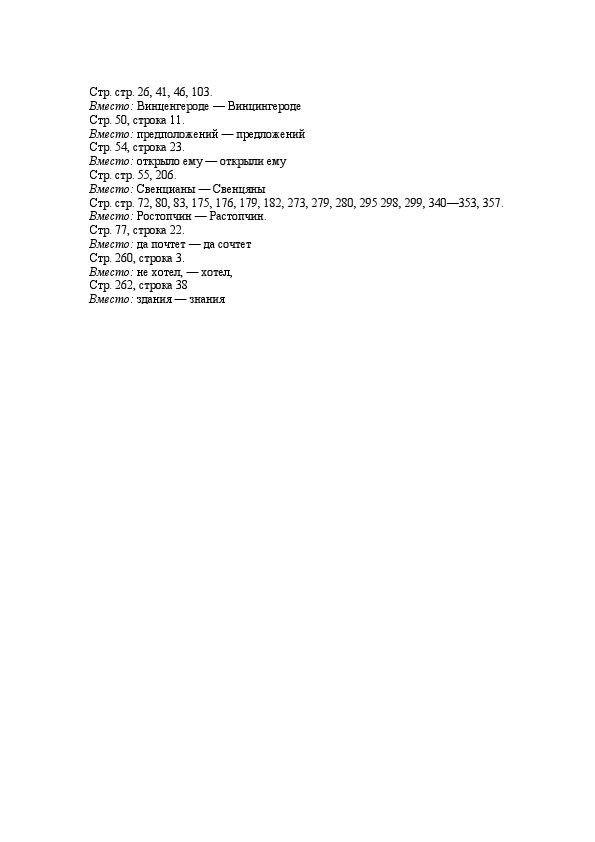 Стр. стр. 26, 41, 46, 103.
Вместо: Винценгероде — Винцингероде
Стр. 50, строка 11.
Вместо: предположений — предложений
Стр. 54, строка 23.
Вместо: открыло ему — открыли ему
Стр. стр. 55, 206.
Вместо: Свенцианы — Свенцяны
Стр. стр. 72, 80, 83, 175, 176, 179, 182, 273, 279, 280, 295 298, 299, 340—353, 357.
Вместо: Ростопчин — Растопчин.
Стр. 77, строка 22.
Вместо: да почтет — да сочтет
Стр. 260, строка 3.
Вместо: не хотел, — хотел,
Стр. 262, строка 38
Вместо: здания — знания